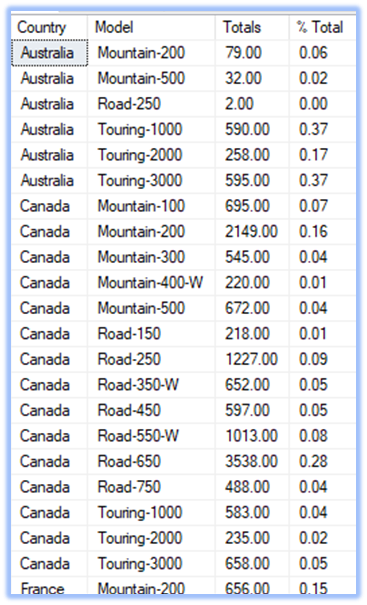 Country Model Totals % Total
Australia Mountain-200 79.00 0.06
Australia Mountain-500 32.00 0.02
Australia Road-250 2.00 0.00
Australia Touring-1000 590.00 0.37
Australia Touring-2000 258.00 0.17
Australia Touring-3000 595.00 0.37
Canada Mountain-100 695.00 0.07
Canada Mountain-200 2149.00 0.16
Canada Mountain-300 545.00 0.04
Canada Mountain-400-W 220.00 0.01
Canada Mountain-500 672.00 0.04
Canada Road-150 218.00 0.01
Canada Road-250 1227.00 0.09
Canada Road-350-W 652.00 0.05
Canada Road-450 597.00 0.05
Canada Road-550-W 1013.00 0.08
Canada Road-650 3538.00 0.28
Canada Road-750 488.00 0.04
Canada Touring-1000 583.00 0.04
Canada Touring-2000 235.00 0.02
Canada Touring-3000 658.00 0.05
France Mountain-200 656.00 0.15